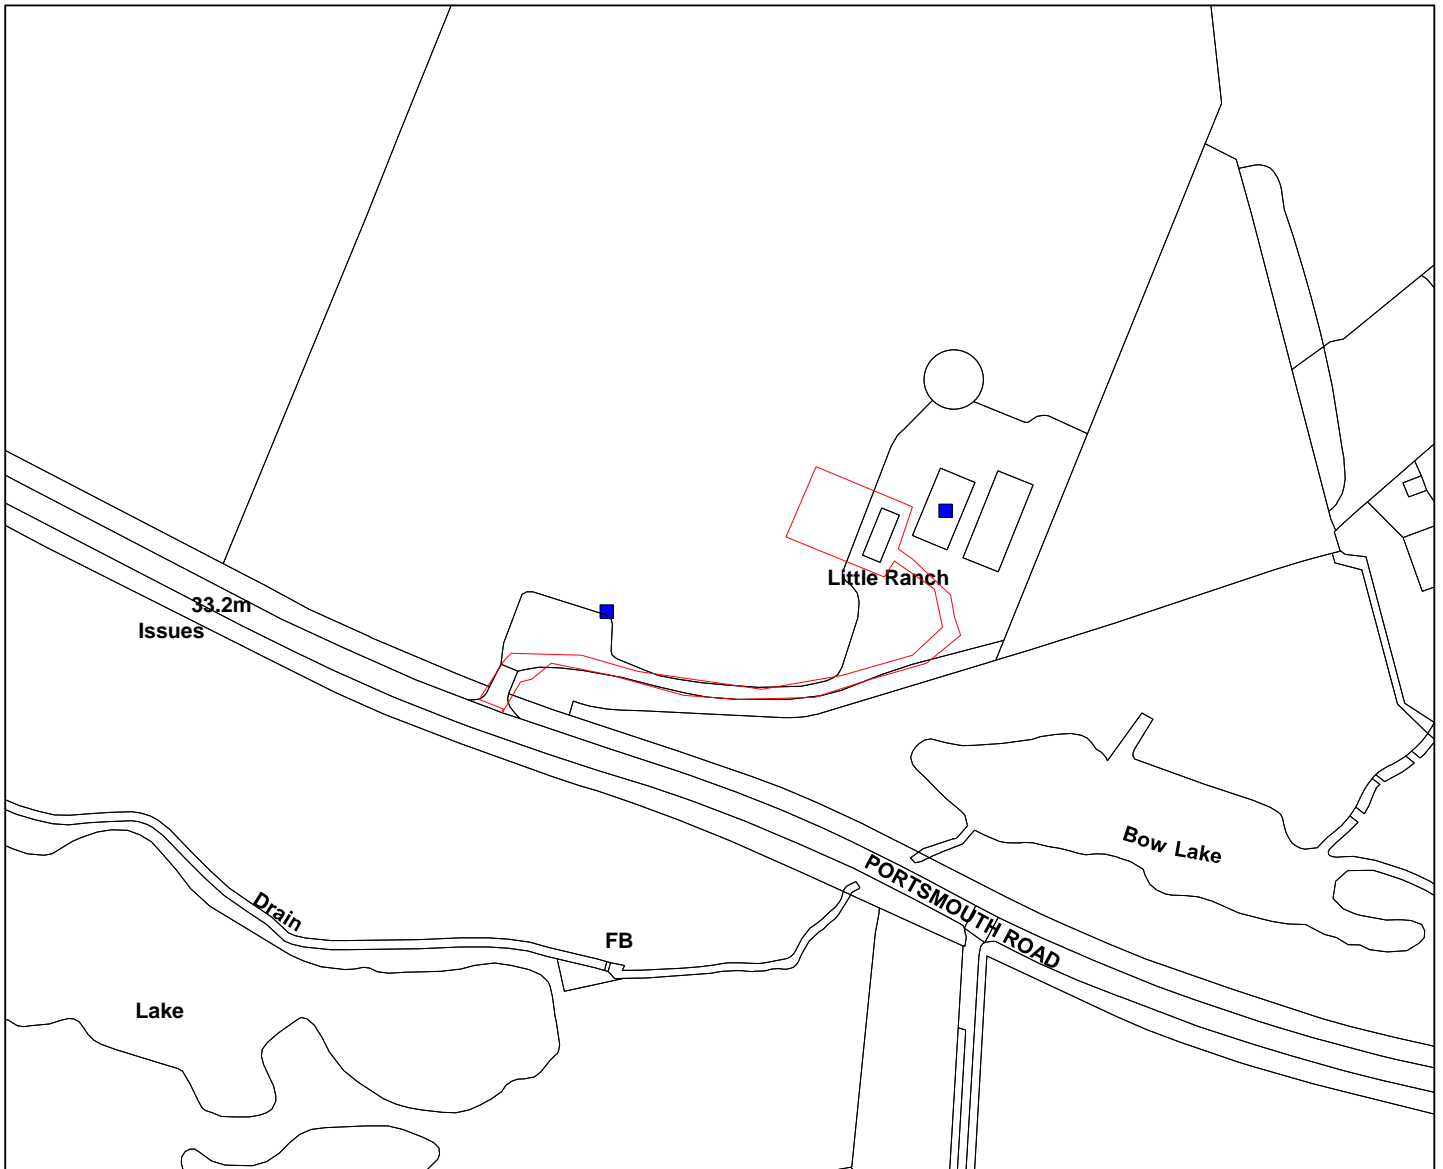 Little Ranch
33.2m
Issues
Bow Lake
PORTSMOUTH ROAD
Drain
FB
Lake